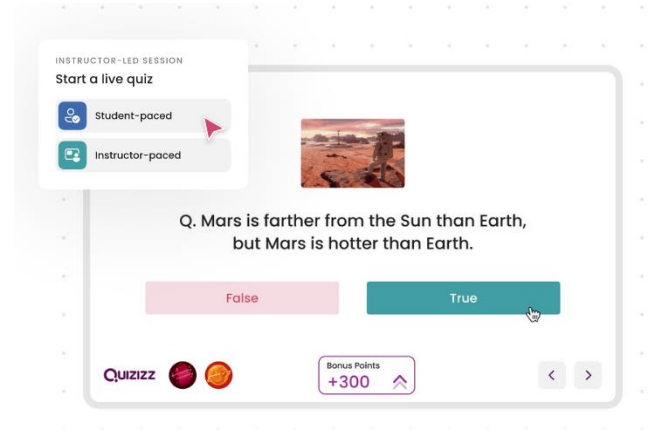 INSTRUCTOR-LED SESSION
Start a live quiz
Student-paced
Instructor-paced
Q. Mars is farther from the Sun than Earth,
but Mars is hotter than Earth.
False
True
Quizizz
Bonus Points
+300